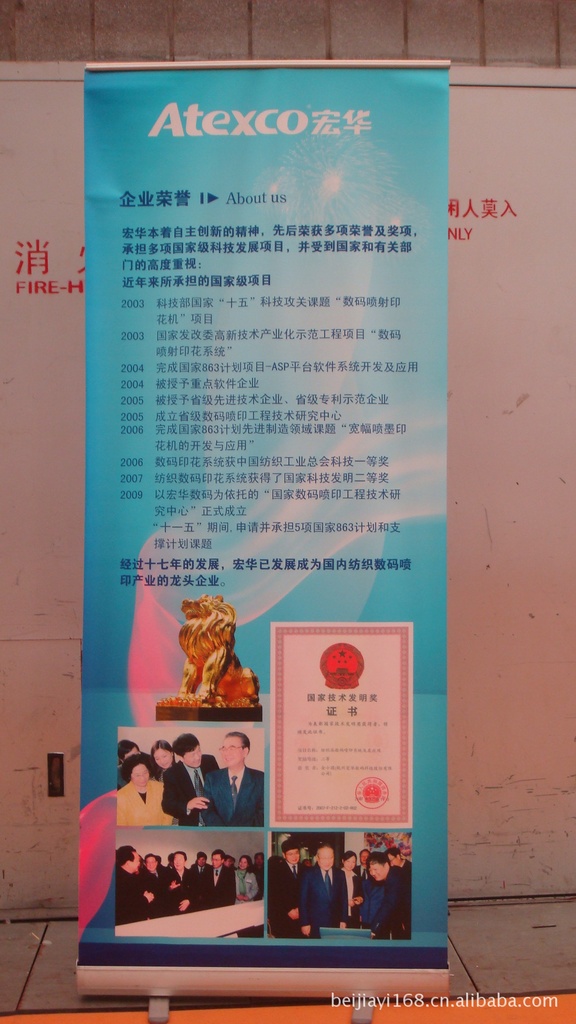 Atexco宏华
企业荣誉 About us
宏华本着自主创新的精神，先后荣获多项荣誉及奖项，
承担多项国家级科技发展项目，并受到国家和有关部
门的高度重视：
近年来所承担的国家级项目
2003 科技部国家“十五”科技攻关课题“数码喷射印
花机”项目
2003 国家发改委高新技术产业化示范工程项目“数码
喷射印花系统”
2004 完成国家863计划项目-ASP平台软件系统开发及应用
2004 被授予重点软件企业
2005 被授予省级先进技术企业、省级专利示范企业
2005 成立省级数码喷印工程技术研究中心
2006 完成国家863计划先进制造领域课题“宽幅喷墨印
花机的开发与应用”
2006 数码印花系统获中国纺织工业总会科技一等奖
2007 纺织数码印花系统获得了国家科技发明二等奖
2009 以宏华数码为依托的“国家数码喷印工程技术研
究中心”正式成立
“十一五”期间，申请并承担5项国家863计划和支
撑计划课题
经过十七年的发展，宏华已发展成为国内纺织数码喷
印产业的龙头企业。
国家技术发明奖
证书
消
FIRE-H
闲人莫入
NLY
beijiayi168.cn.alibaba.com